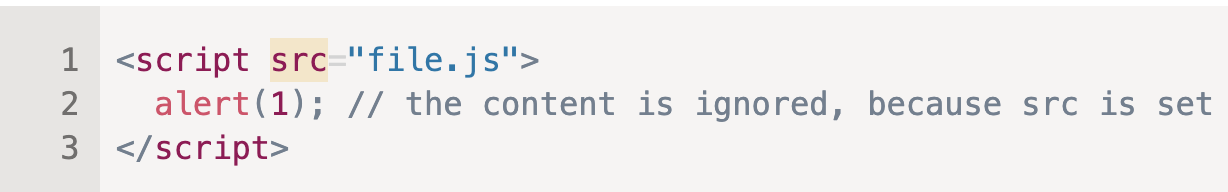 1 <script src="file.js">
2   alert(1); // the content is ignored, because src is set
3 </script>